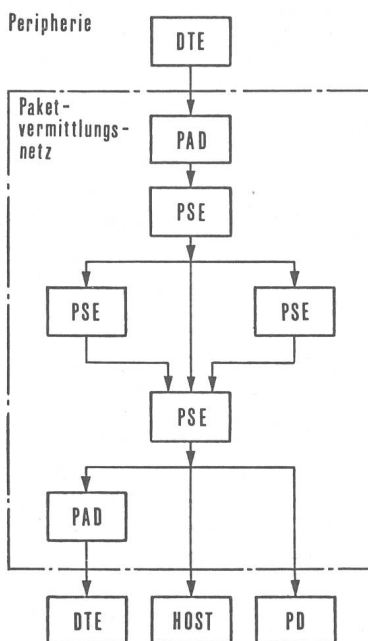 Peripherie
DTE
Paket-
vermittlungs-
netz
PAD
PSE
PSE
PSE
PSE
PAD
DTE
HOST
PD